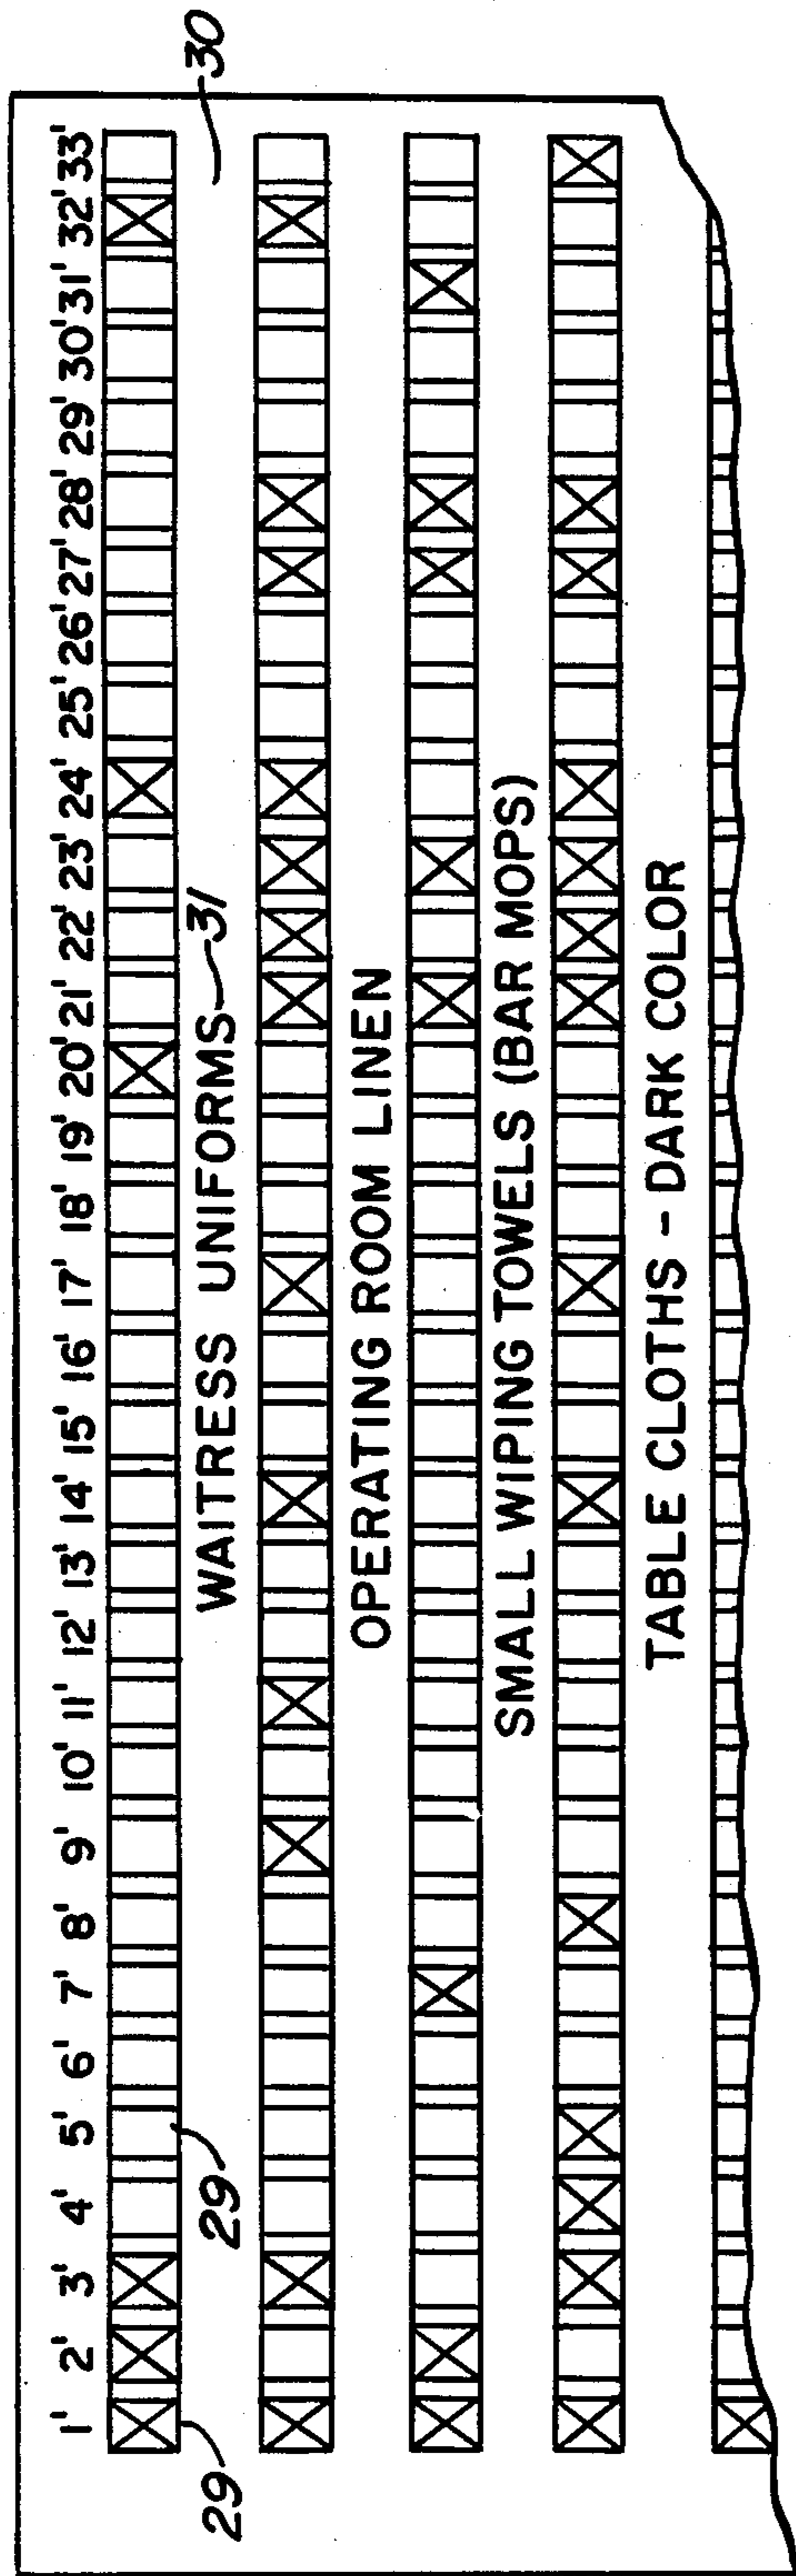 1' 2' 3' 4' 5' 6' 7' 8' 9' 10' 11' 12' 13' 14' 15' 16' 17' 18' 19' 20' 21' 22' 23' 24' 25' 26' 27' 28' 29' 30' 31' 32' 33'
29 29 WAITRESS UNIFORMS 31 30
OPERATING ROOM LINEN
SMALL WIPING TOWELS (BAR MOPS)
TABLE CLOTHS - DARK COLOR